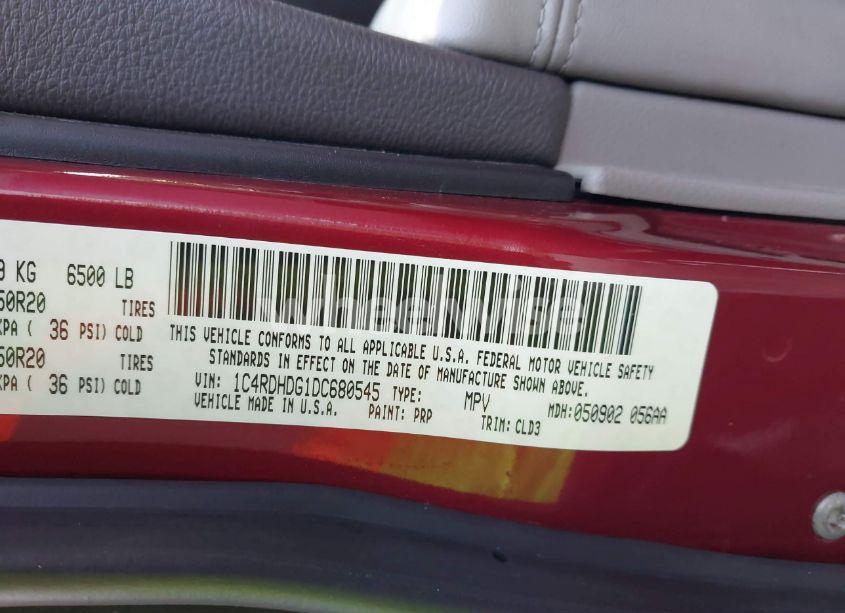 9 KG 6500 LB
50R20 TIRES
KPA ( 36 PSI) COLD
50R20 TIRES
KPA ( 36 PSI) COLD
THIS VEHICLE CONFORMS TO ALL APPLICABLE U.S.A. FEDERAL MOTOR VEHICLE SAFETY
STANDARDS IN EFFECT ON THE DATE OF MANUFACTURE SHOWN ABOVE.
VIN: 1C4RDHDG1DC680545 TYPE: MPV MDH:050902 056AA
VEHICLE MADE IN U.S.A. PAINT: PRP TRIM: CLD3